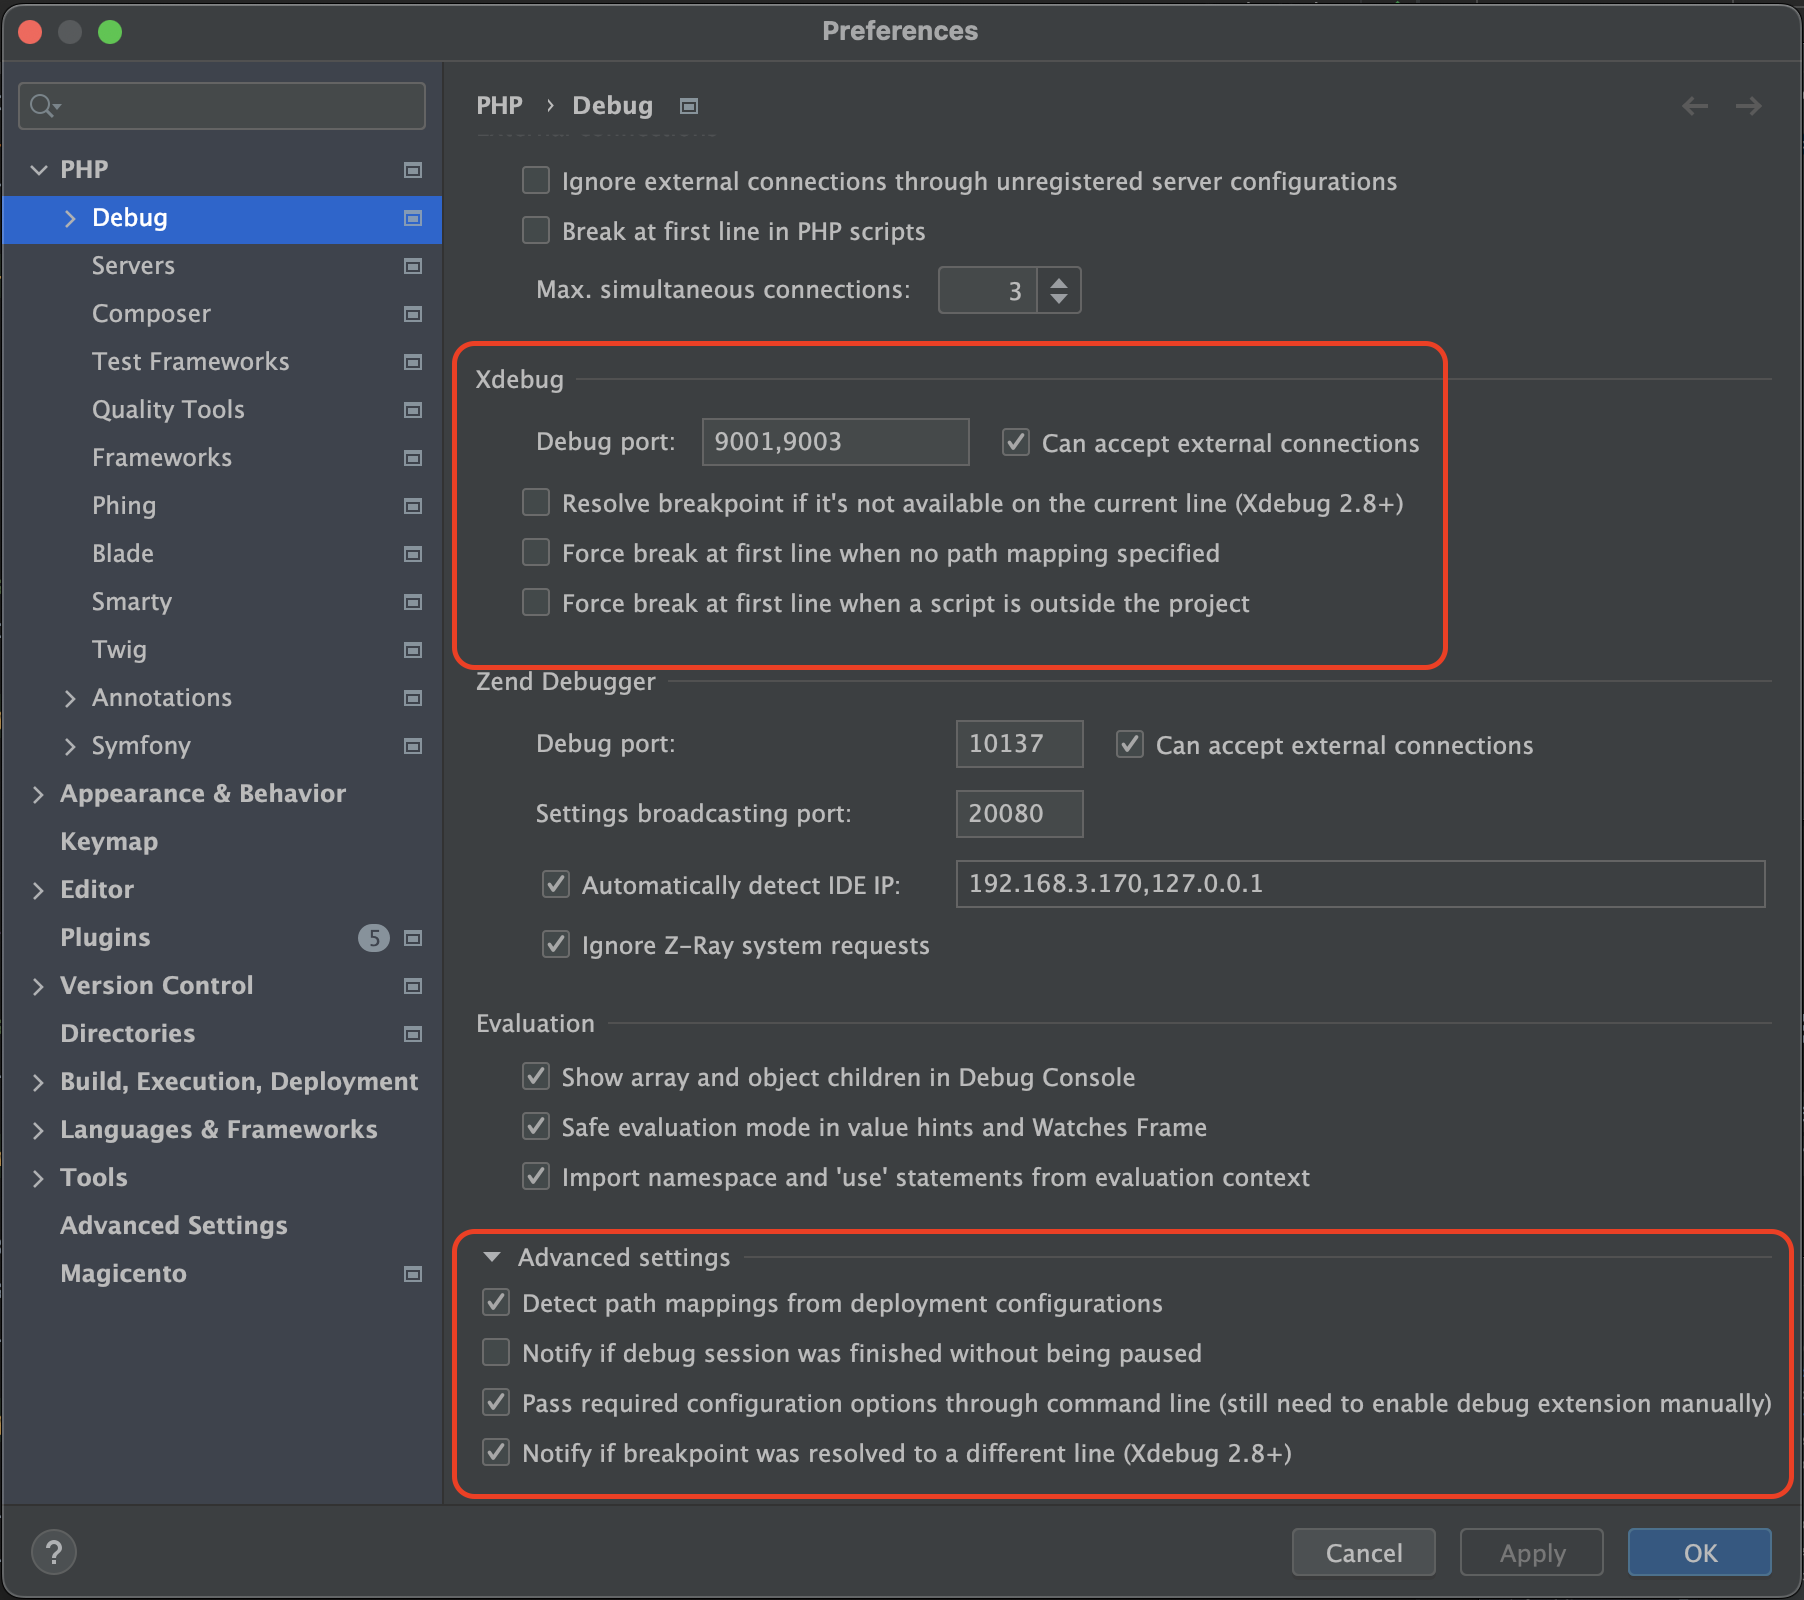 Preferences
PHP
Debug
Servers
Composer
Test Frameworks
Quality Tools
Frameworks
Phing
Blade
Smarty
Twig
Annotations
Symfony
Appearance & Behavior
Keymap
Editor
Plugins 5
Version Control
Directories
Build, Execution, Deployment
Languages & Frameworks
Tools
Advanced Settings
Magicento
PHP › Debug
Ignore external connections through unregistered server configurations
Break at first line in PHP scripts
Max. simultaneous connections: 3
Xdebug
Debug port: 9001,9003 Can accept external connections
Resolve breakpoint if it's not available on the current line (Xdebug 2.8+)
Force break at first line when no path mapping specified
Force break at first line when a script is outside the project
Zend Debugger
Debug port: 10137 Can accept external connections
Settings broadcasting port: 20080
Automatically detect IDE IP: 192.168.3.170,127.0.0.1
Ignore Z-Ray system requests
Evaluation
Show array and object children in Debug Console
Safe evaluation mode in value hints and Watches Frame
Import namespace and 'use' statements from evaluation context
Advanced settings
Detect path mappings from deployment configurations
Notify if debug session was finished without being paused
Pass required configuration options through command line (still need to enable debug extension manually)
Notify if breakpoint was resolved to a different line (Xdebug 2.8+)
? Cancel Apply OK